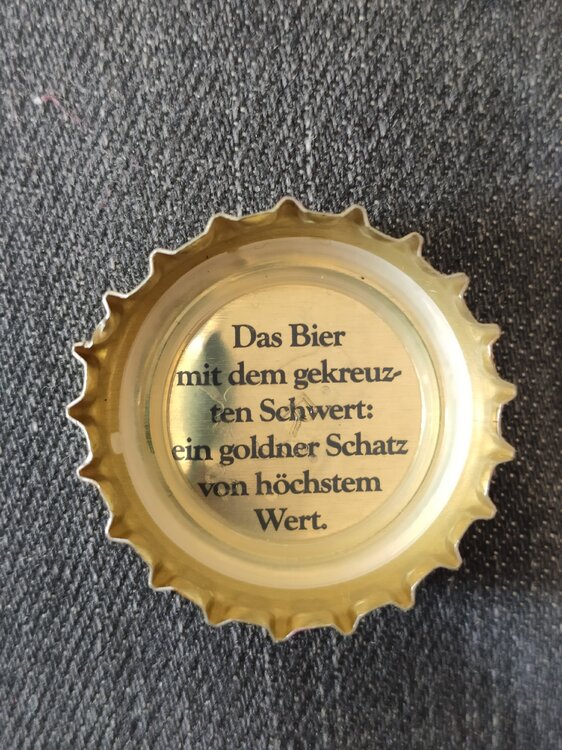 Das Bier
mit dem gekreuz-
ten Schwert:
ein goldner Schatz
von höchstem
Wert.